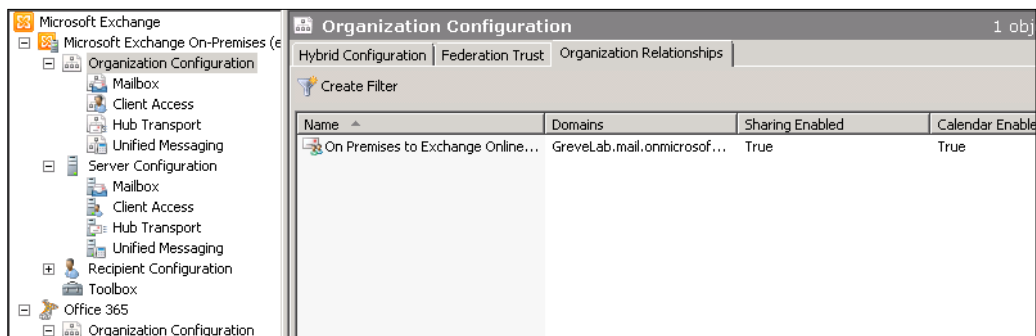 Microsoft Exchange
Microsoft Exchange On-Premises (e
Organization Configuration
Mailbox
Client Access
Hub Transport
Unified Messaging
Server Configuration
Mailbox
Client Access
Hub Transport
Unified Messaging
Recipient Configuration
Toolbox
Office 365
Organization Configuration
Organization Configuration 1 obj
Hybrid Configuration Federation Trust Organization Relationships
Create Filter
Name Domains Sharing Enabled Calendar Enable
On Premises to Exchange Online... GreveLab.mail.onmicrosof... True True